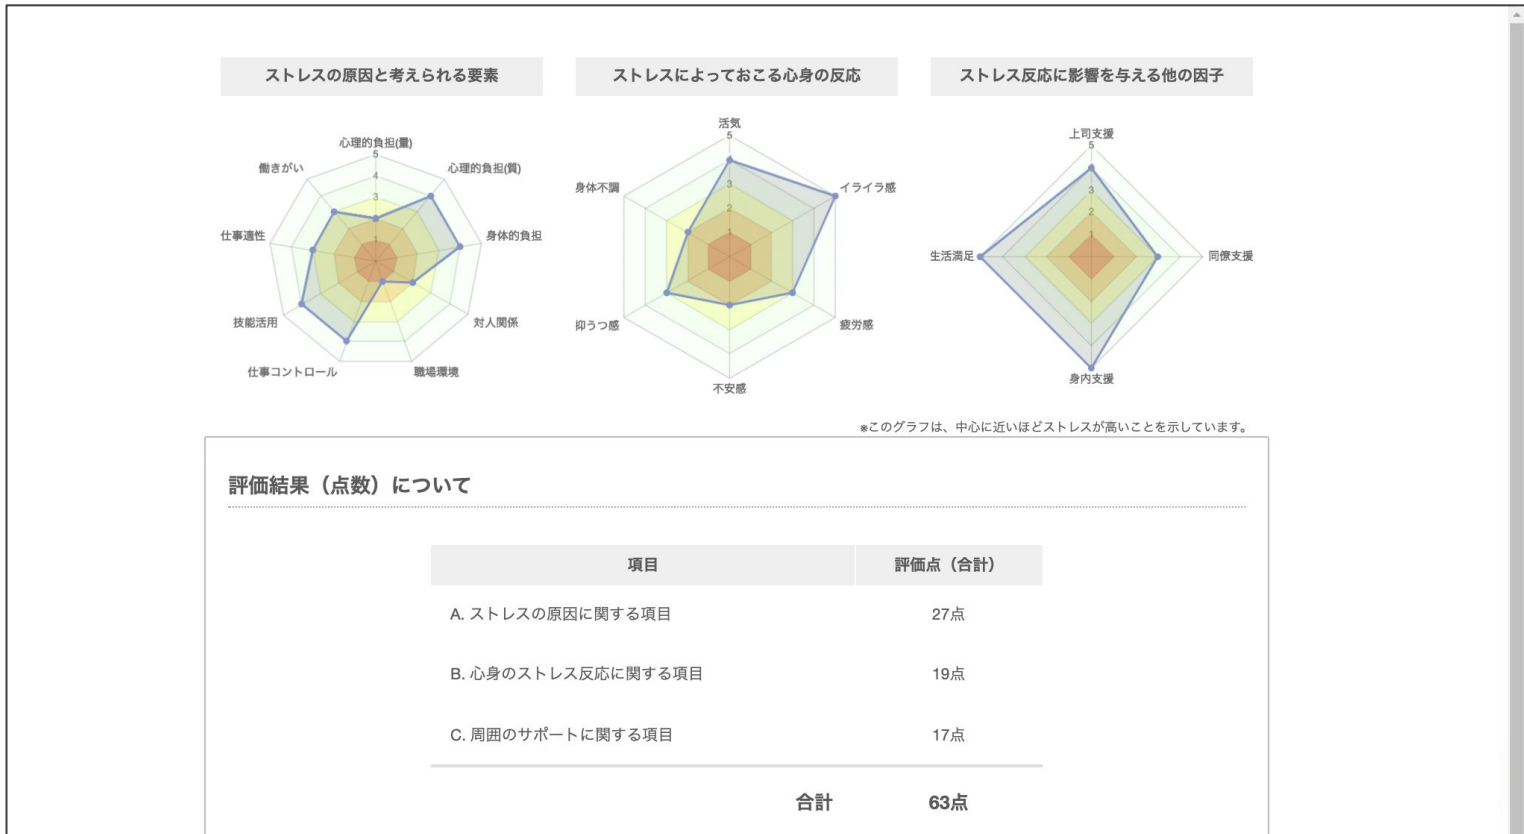 ストレスの原因と考えられる要素
心理的負担(量)
心理的負担(質)
身体的負担
対人関係
職場環境
仕事コントロール
技能活用
仕事適性
働きがい
5
4
3
1
ストレスによっておこる心身の反応
活気
イライラ感
疲労感
不安感
抑うつ感
身体不調
5
3
2
1
ストレス反応に影響を与える他の因子
上司支援
同僚支援
身内支援
生活満足
5
3
2
1
※このグラフは、中心に近いほどストレスが高いことを示しています。
評価結果（点数）について
項目 評価点（合計）
A. ストレスの原因に関する項目 27点
B. 心身のストレス反応に関する項目 19点
C. 周囲のサポートに関する項目 17点
合計 63点